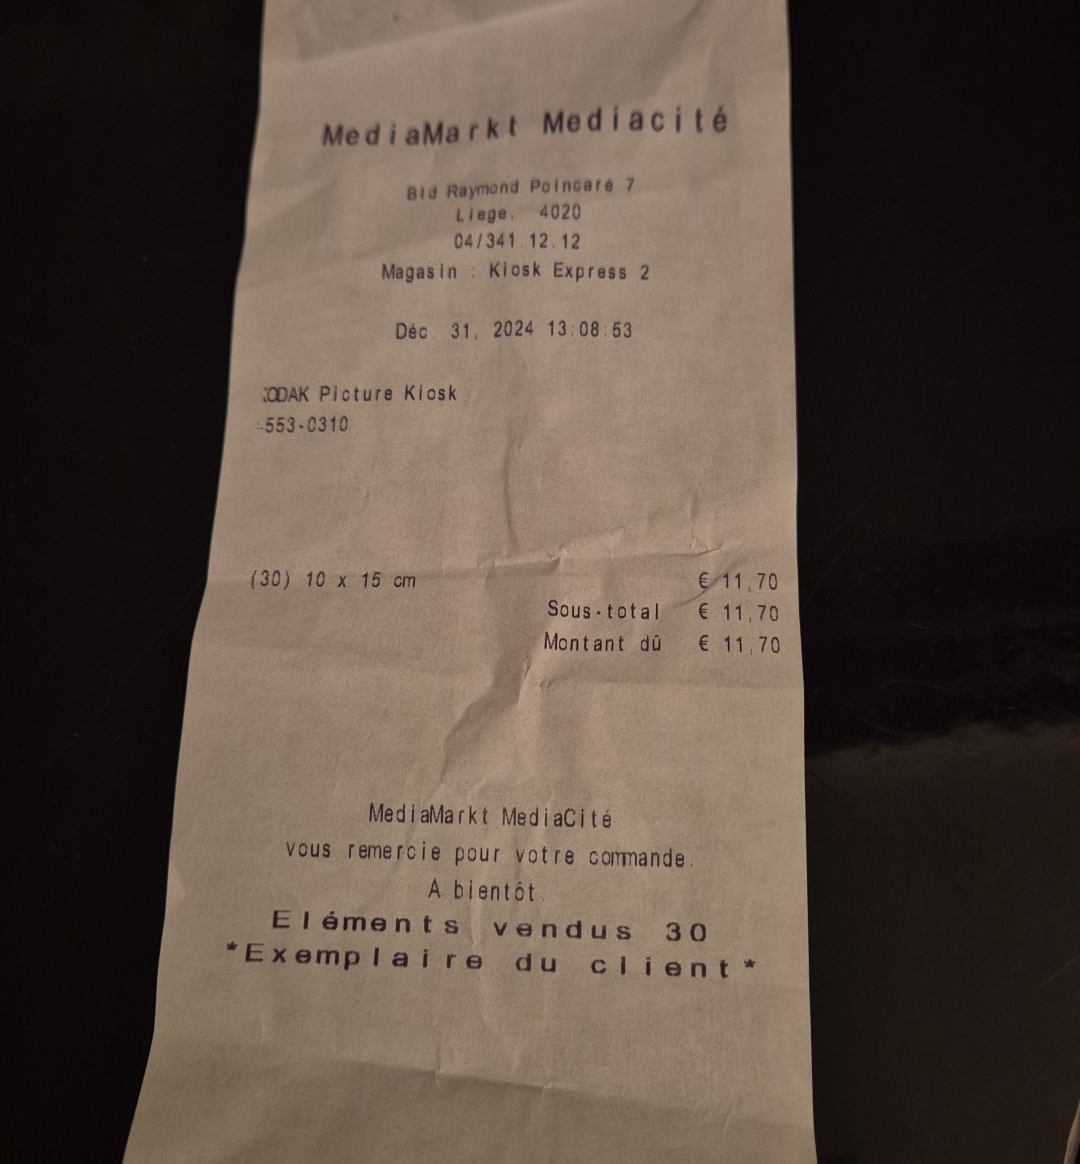 MediaMarkt Mediacité
Bld Raymond Poincaré 7
Liege, 4020
04/341.12.12
Magasin : Kiosk Express 2
Déc. 31, 2024 13:08:53
KODAK Picture Kiosk
553-0310
(30) 10 x 15 cm € 11,70
Sous-total € 11,70
Montant dû € 11,70
MediaMarkt MediaCité
vous remercie pour votre commande.
A bientôt.
Eléments vendus 30
*Exemplaire du client*